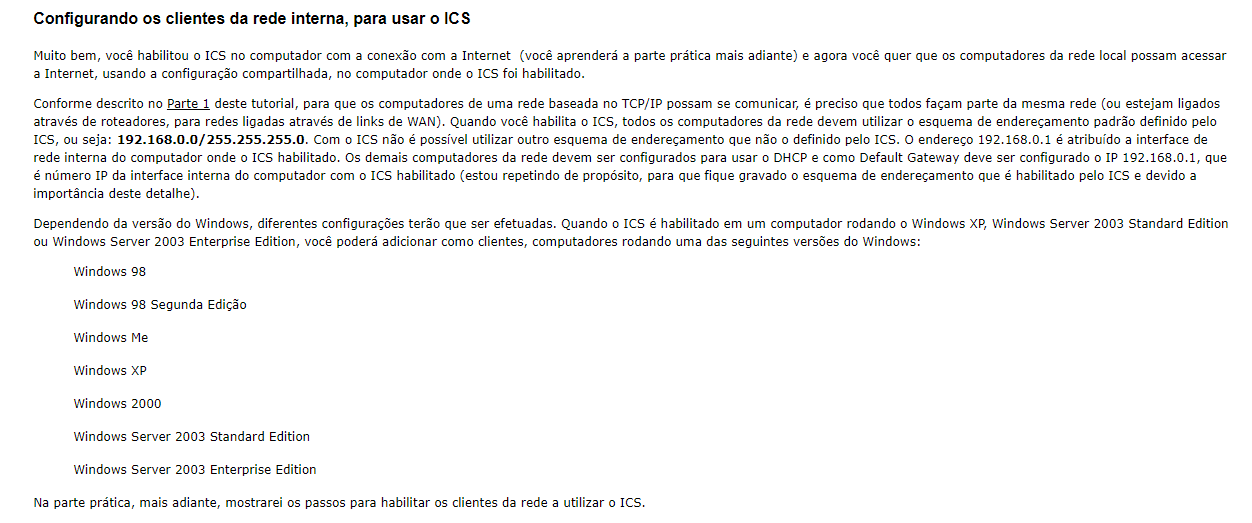 Configurando os clientes da rede interna, para usar o ICS
Muito bem, você habilitou o ICS no computador com a conexão com a Internet  (você aprenderá a parte prática mais adiante) e agora você quer que os computadores da rede local possam acessar
a Internet, usando a configuração compartilhada, no computador onde o ICS foi habilitado.
Conforme descrito no Parte 1 deste tutorial, para que os computadores de uma rede baseada no TCP/IP possam se comunicar, é preciso que todos façam parte da mesma rede (ou estejam ligados
através de roteadores, para redes ligadas através de links de WAN). Quando você habilita o ICS, todos os computadores da rede devem utilizar o esquema de endereçamento padrão definido pelo
ICS, ou seja: 192.168.0.0/255.255.255.0. Com o ICS não é possível utilizar outro esquema de endereçamento que não o definido pelo ICS. O endereço 192.168.0.1 é atribuído a interface de
rede interna do computador onde o ICS habilitado. Os demais computadores da rede devem ser configurados para usar o DHCP e como Default Gateway deve ser configurado o IP 192.168.0.1, que
é número IP da interface interna do computador com o ICS habilitado (estou repetindo de propósito, para que fique gravado o esquema de endereçamento que é habilitado pelo ICS e devido a
importância deste detalhe).
Dependendo da versão do Windows, diferentes configurações terão que ser efetuadas. Quando o ICS é habilitado em um computador rodando o Windows XP, Windows Server 2003 Standard Edition
ou Windows Server 2003 Enterprise Edition, você poderá adicionar como clientes, computadores rodando uma das seguintes versões do Windows:
Windows 98
Windows 98 Segunda Edição
Windows Me
Windows XP
Windows 2000
Windows Server 2003 Standard Edition
Windows Server 2003 Enterprise Edition
Na parte prática, mais adiante, mostrarei os passos para habilitar os clientes da rede a utilizar o ICS.